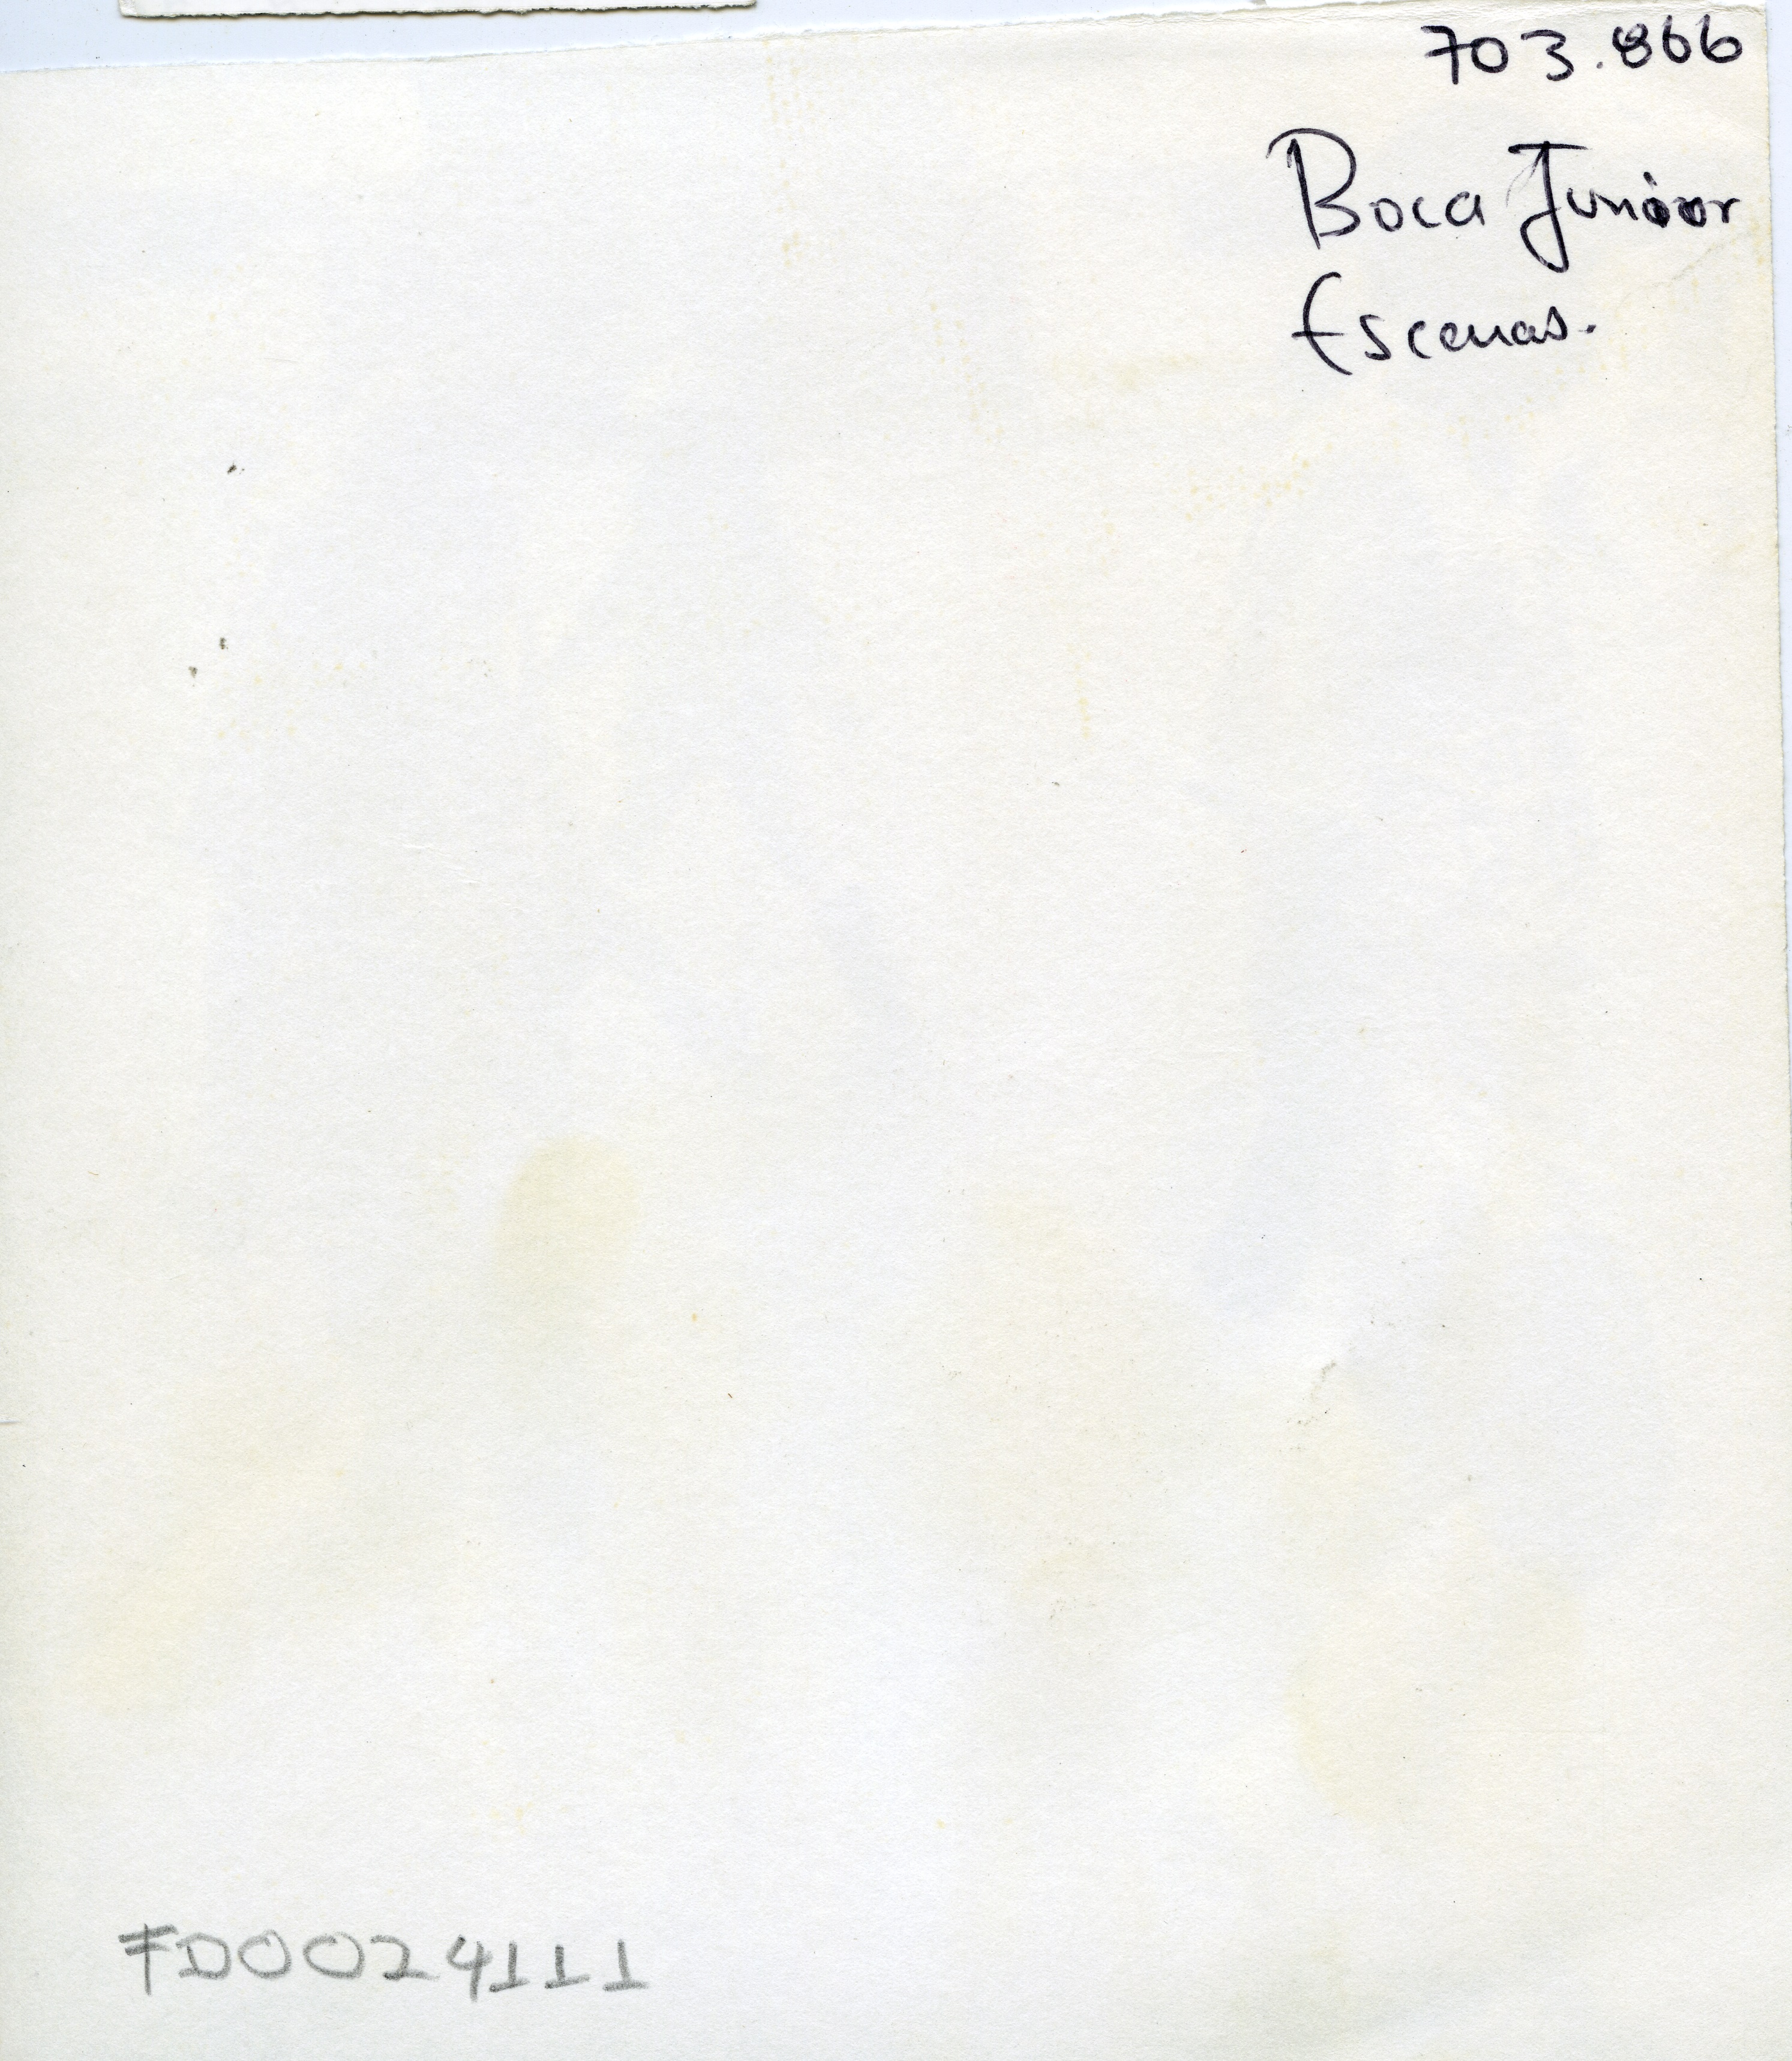 703.866
Boca Junior
Escenas.
FD0024111